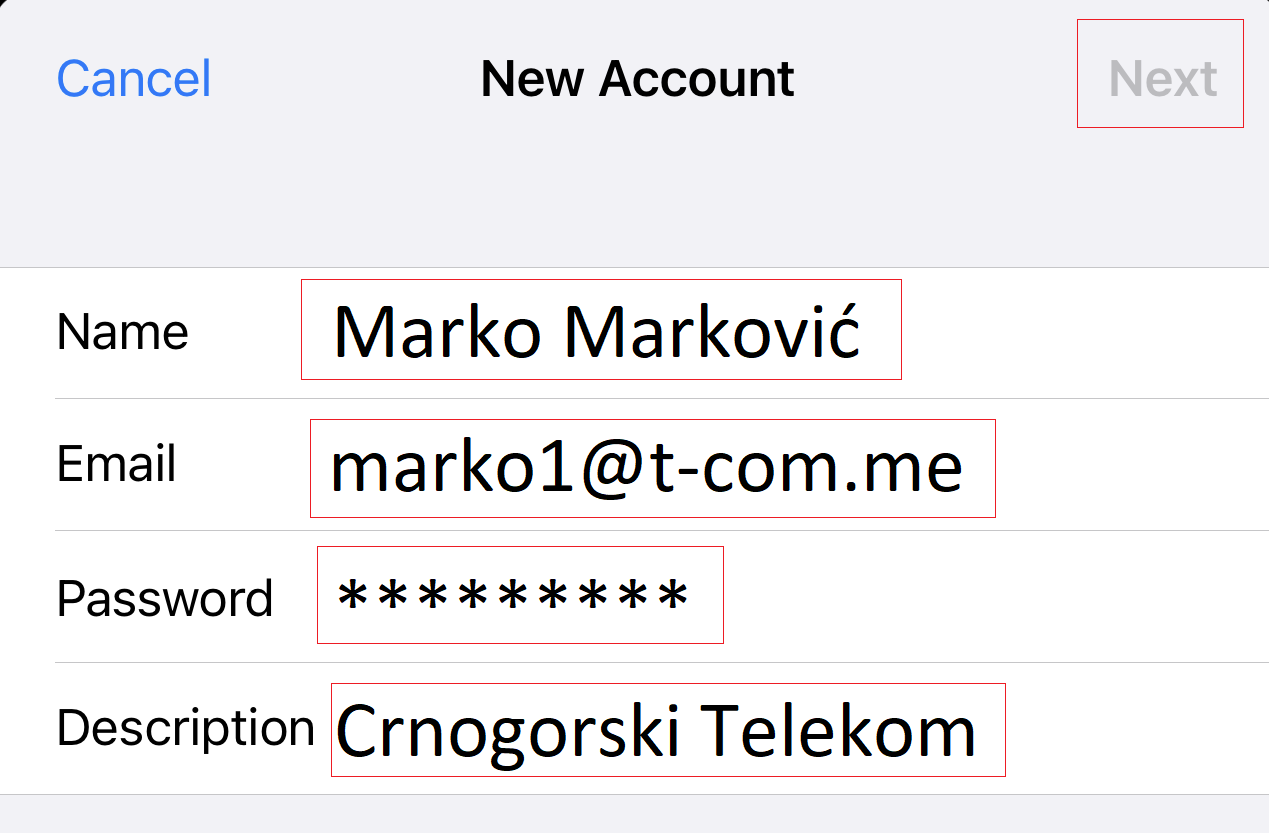 Cancel New Account Next
Name Marko Marković
Email marko1@t-com.me
Password *********
Description Crnogorski Telekom